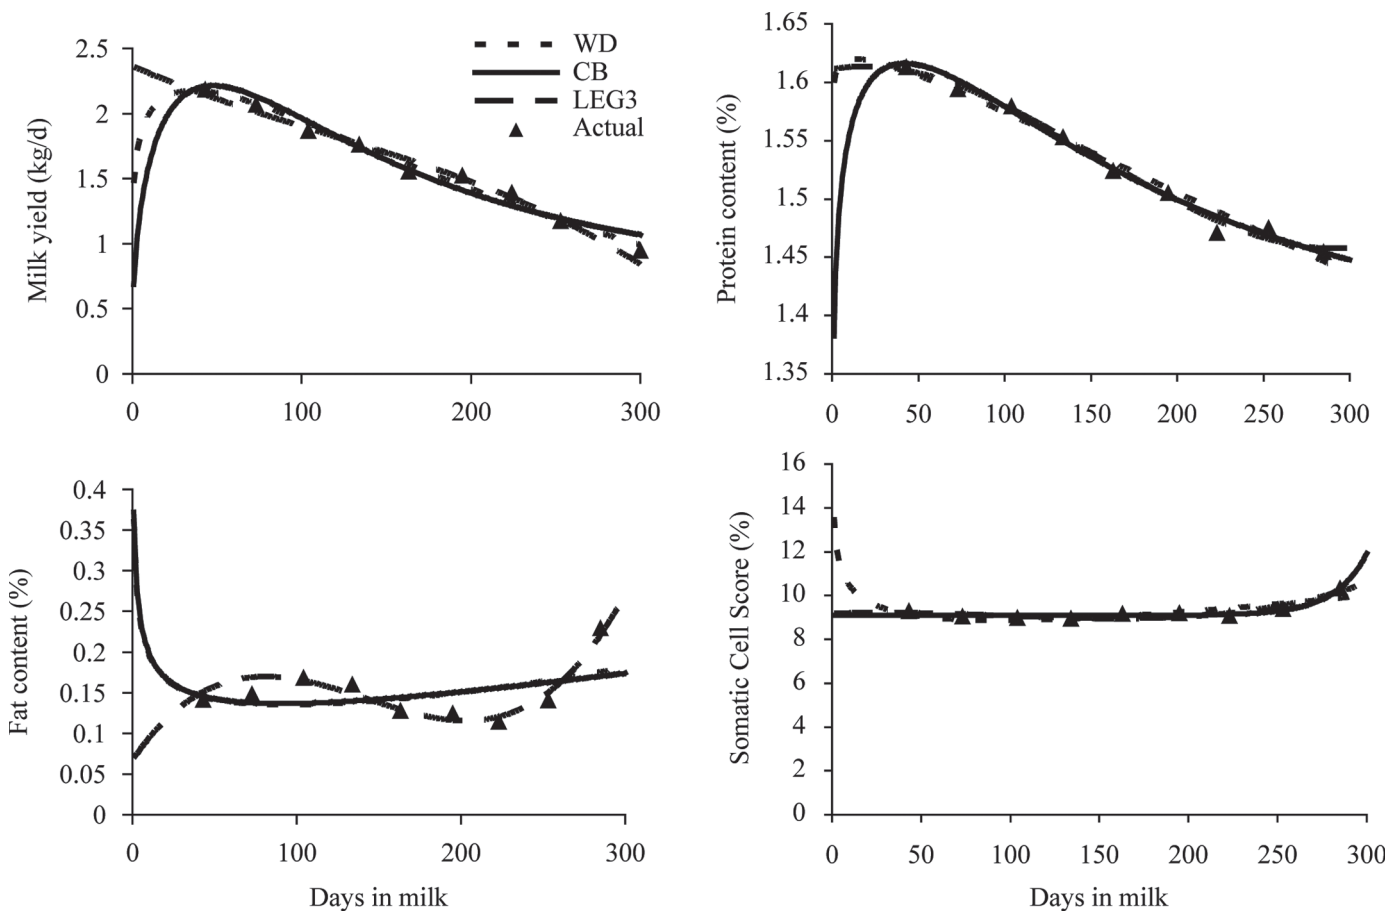 2.5
2
1.5
1
0.5
0
Milk yield (kg/d)
0 100 200 300
WD
CB
LEG3
Actual
1.65
1.6
1.55
1.5
1.45
1.4
1.35
Protein content (%)
0 50 100 150 200 250 300
0.4
0.35
0.3
0.25
0.2
0.15
0.1
0.05
0
Fat content (%)
0 100 200 300
Days in milk
16
14
12
10
8
6
4
2
0
Somatic Cell Score (%)
0 50 100 150 200 250 300
Days in milk